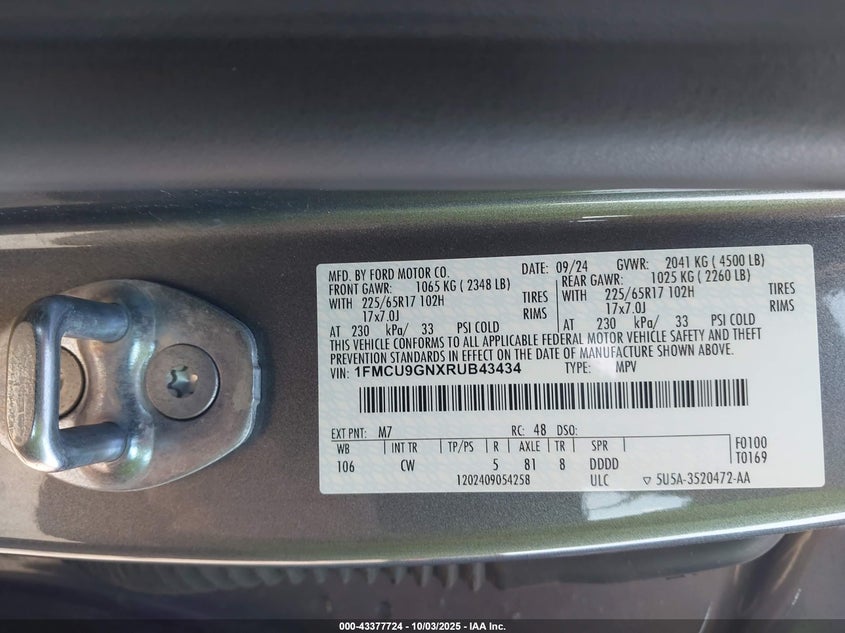 MFD. BY FORD MOTOR CO. DATE: 09/24 GVWR: 2041 KG ( 4500 LB)
FRONT GAWR: 1065 KG ( 2348 LB) REAR GAWR: 1025 KG ( 2260 LB)
WITH 225/65R17 102H TIRES WITH 225/65R17 102H TIRES
17x7.0J RIMS 17x7.0J RIMS
AT 230 kPa/ 33 PSI COLD AT 230 kPa/ 33 PSI COLD
THIS VEHICLE CONFORMS TO ALL APPLICABLE FEDERAL MOTOR VEHICLE SAFETY AND THEFT
PREVENTION STANDARDS IN EFFECT ON THE DATE OF MANUFACTURE SHOWN ABOVE.
VIN: 1FMCU9GNXRUB43434 TYPE: MPV
EXT PNT: M7 RC: 48 DSO:
WB INT TR TP/PS R AXLE TR SPR F0100
106 CW 5 81 8 DDDD T0169
1202409054258 ULC ▽ 5U5A-3520472-AA
000-43377724 - 10/03/2025 - IAA Inc.